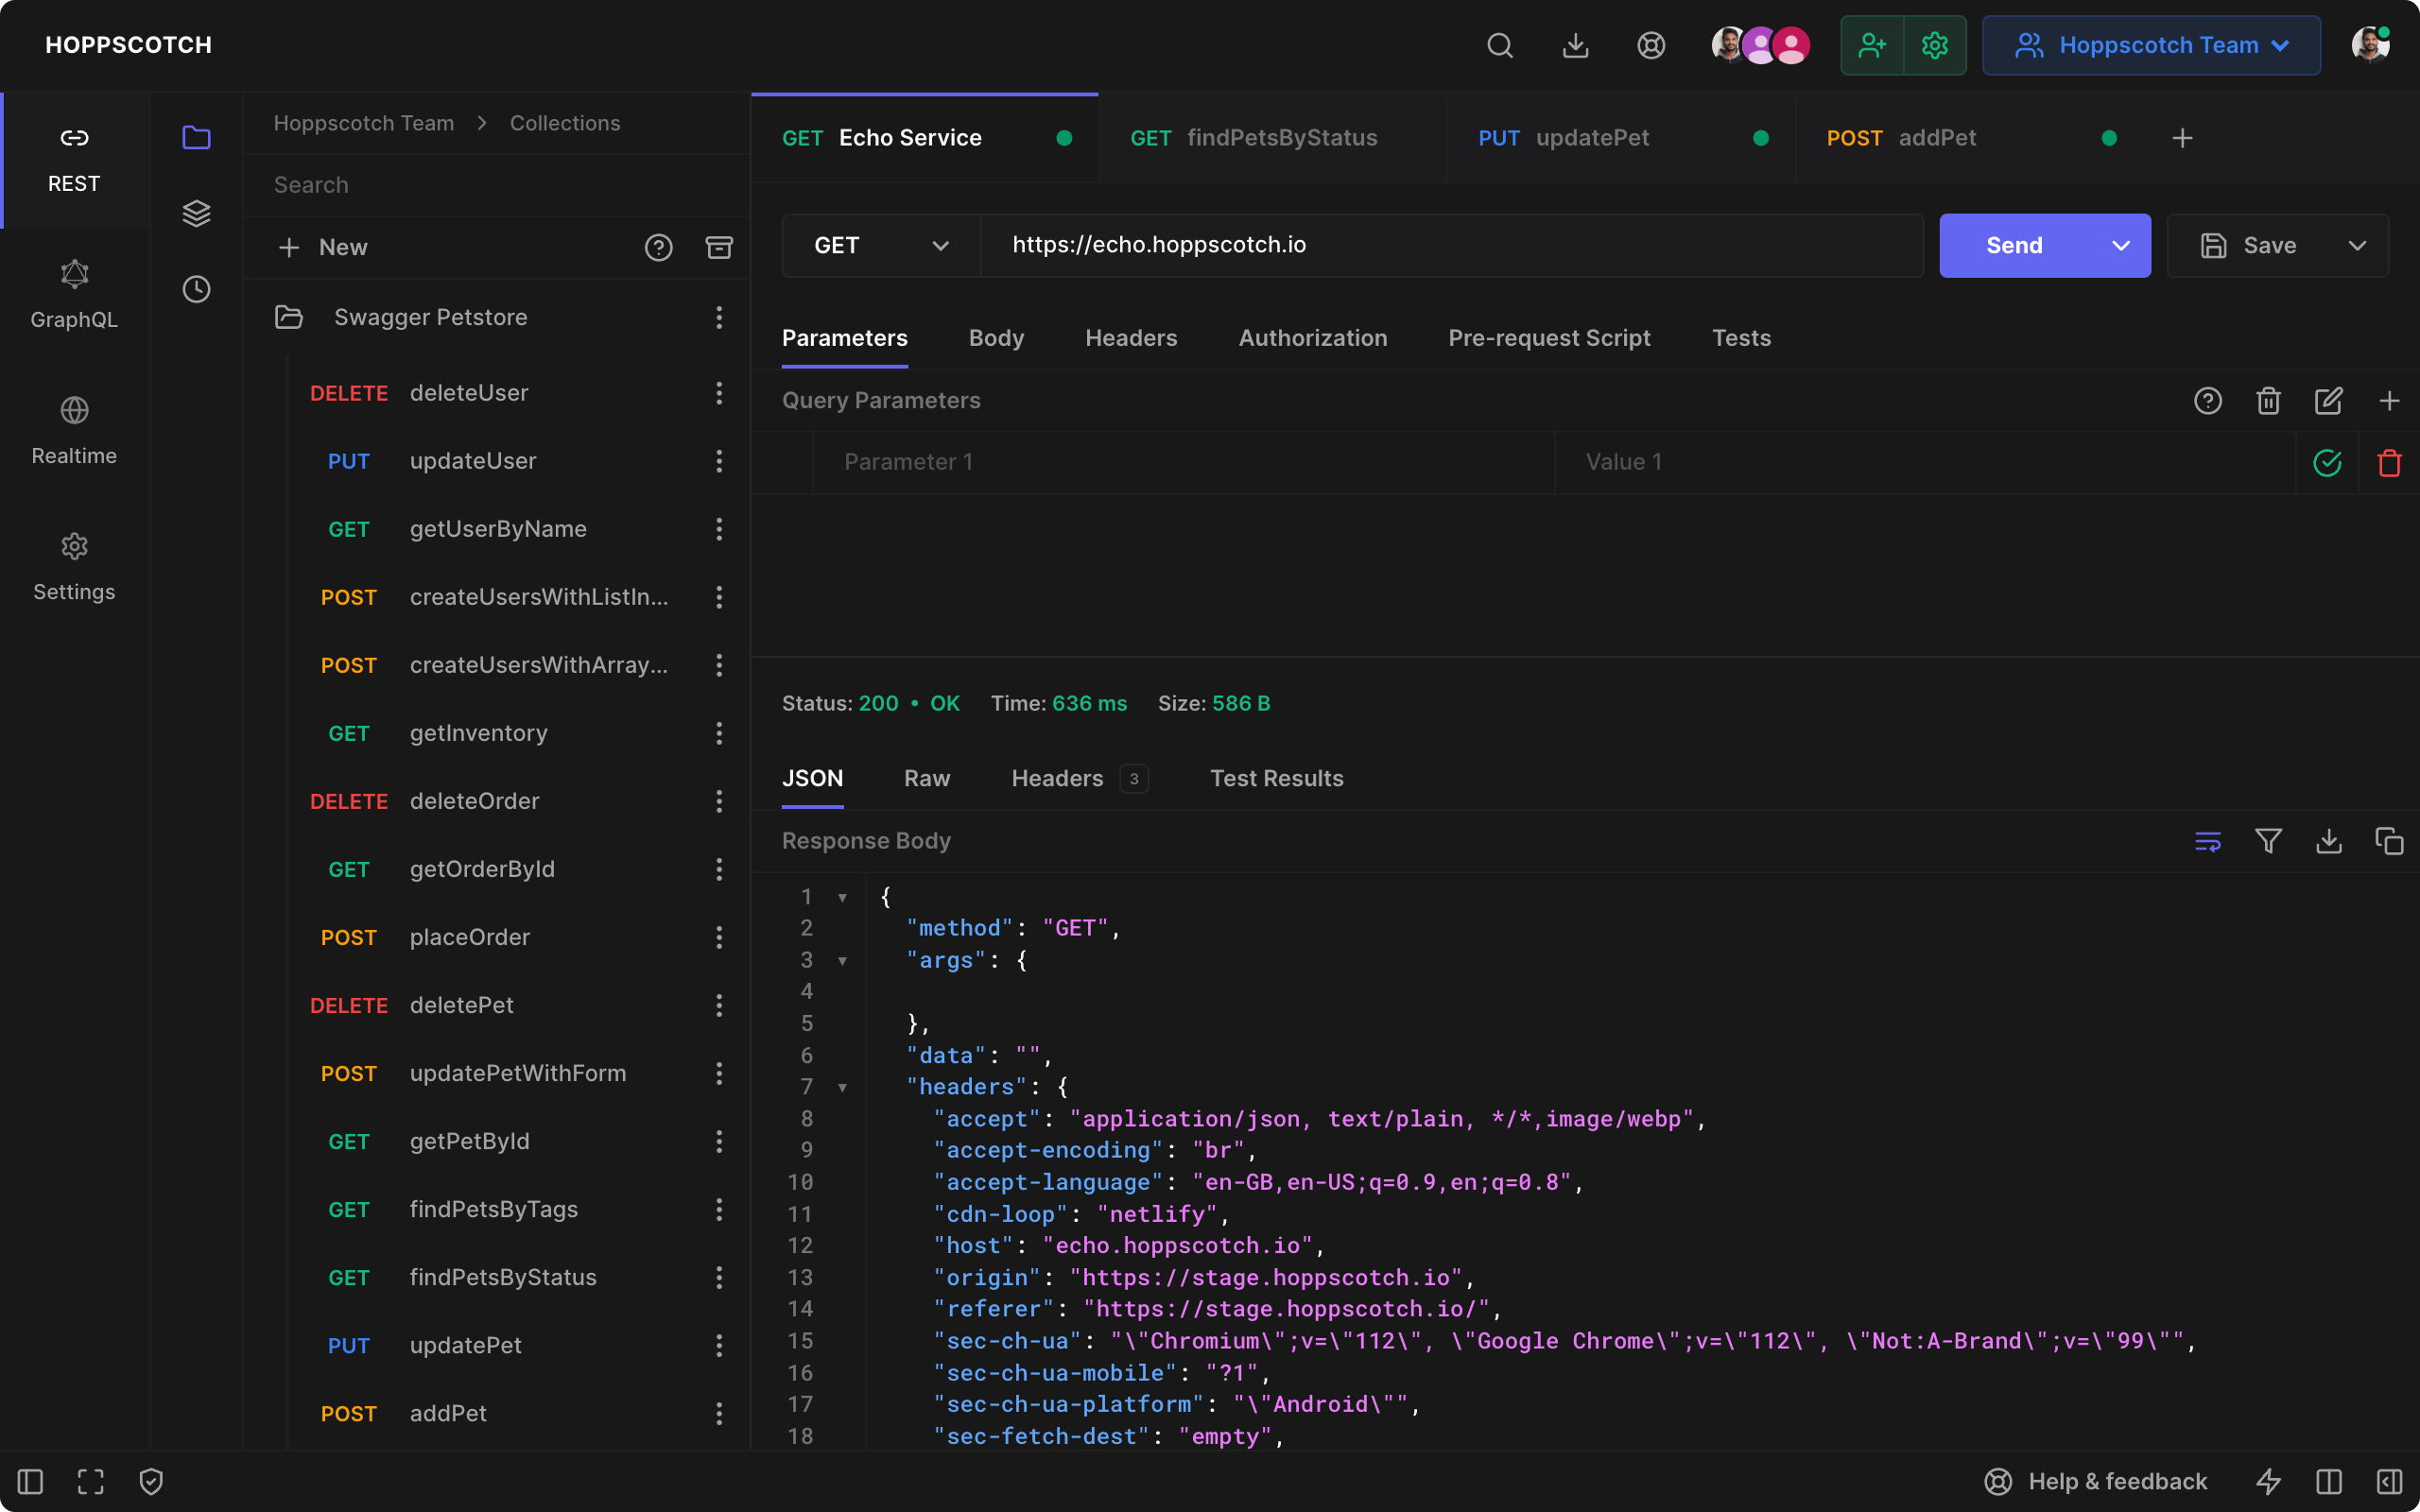 HOPPSCOTCH
Hoppscotch Team
REST
GraphQL
Realtime
Settings
Hoppscotch Team > Collections
Search
New
Swagger Petstore
DELETE deleteUser
PUT updateUser
GET getUserByName
POST createUsersWithListIn...
POST createUsersWithArray...
GET getInventory
DELETE deleteOrder
GET getOrderById
POST placeOrder
DELETE deletePet
POST updatePetWithForm
GET getPetById
GET findPetsByTags
GET findPetsByStatus
PUT updatePet
POST addPet
GET Echo Service
GET findPetsByStatus
PUT updatePet
POST addPet
GET https://echo.hoppscotch.io Send Save
Parameters Body Headers Authorization Pre-request Script Tests
Query Parameters
Parameter 1 Value 1
Status: 200 • OK Time: 636 ms Size: 586 B
JSON Raw Headers 3 Test Results
Response Body
1 {
2 "method": "GET",
3 "args": {
4
5 },
6 "data": "",
7 "headers": {
8 "accept": "application/json, text/plain, */*,image/webp",
9 "accept-encoding": "br",
10 "accept-language": "en-GB,en-US;q=0.9,en;q=0.8",
11 "cdn-loop": "netlify",
12 "host": "echo.hoppscotch.io",
13 "origin": "https://stage.hoppscotch.io",
14 "referer": "https://stage.hoppscotch.io/",
15 "sec-ch-ua": "\"Chromium\";v=\"112\", \"Google Chrome\";v=\"112\", \"Not:A-Brand\";v=\"99\"",
16 "sec-ch-ua-mobile": "?1",
17 "sec-ch-ua-platform": "\"Android\"",
18 "sec-fetch-dest": "empty",
Help & feedback